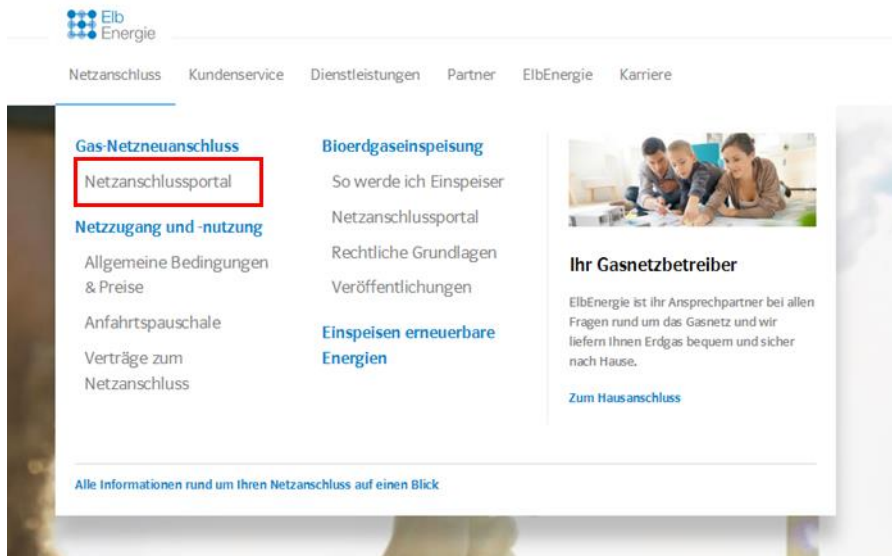 Elb
Energie
Netzanschluss Kundenservice Dienstleistungen Partner ElbEnergie Karriere
Gas-Netzneuanschluss
Netzanschlussportal
Netzzugang und -nutzung
Allgemeine Bedingungen
& Preise
Anfahrtspauschale
Verträge zum
Netzanschluss
Bioerdgaseinspeisung
So werde ich Einspeiser
Netzanschlussportal
Rechtliche Grundlagen
Veröffentlichungen
Einspeisen erneuerbare
Energien
Ihr Gasnetzbetreiber
ElbEnergie ist ihr Ansprechpartner bei allen
Fragen rund um das Gasnetz und wir
liefern Ihnen Erdgas bequem und sicher
nach Hause.
Zum Hausanschluss
Alle Informationen rund um Ihren Netzanschluss auf einen Blick